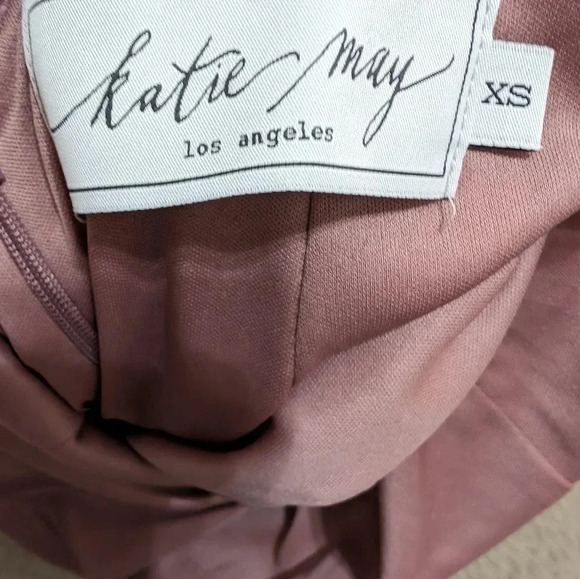 katie may
los angeles
XS